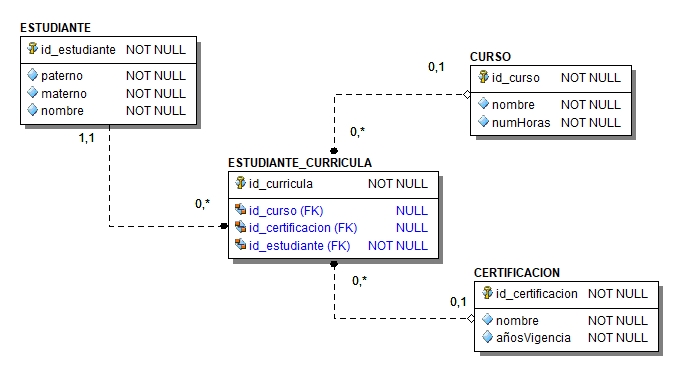 ESTUDIANTE
id_estudiante NOT NULL
paterno NOT NULL
materno NOT NULL
nombre NOT NULL
1,1
0,*
CURSO
id_curso NOT NULL
nombre NOT NULL
numHoras NOT NULL
0,1
0,*
ESTUDIANTE_CURRICULA
id_curricula NOT NULL
id_curso (FK) NULL
id_certificacion (FK) NULL
id_estudiante (FK) NOT NULL
0,*
0,1
CERTIFICACION
id_certificacion NOT NULL
nombre NOT NULL
añosVigencia NOT NULL